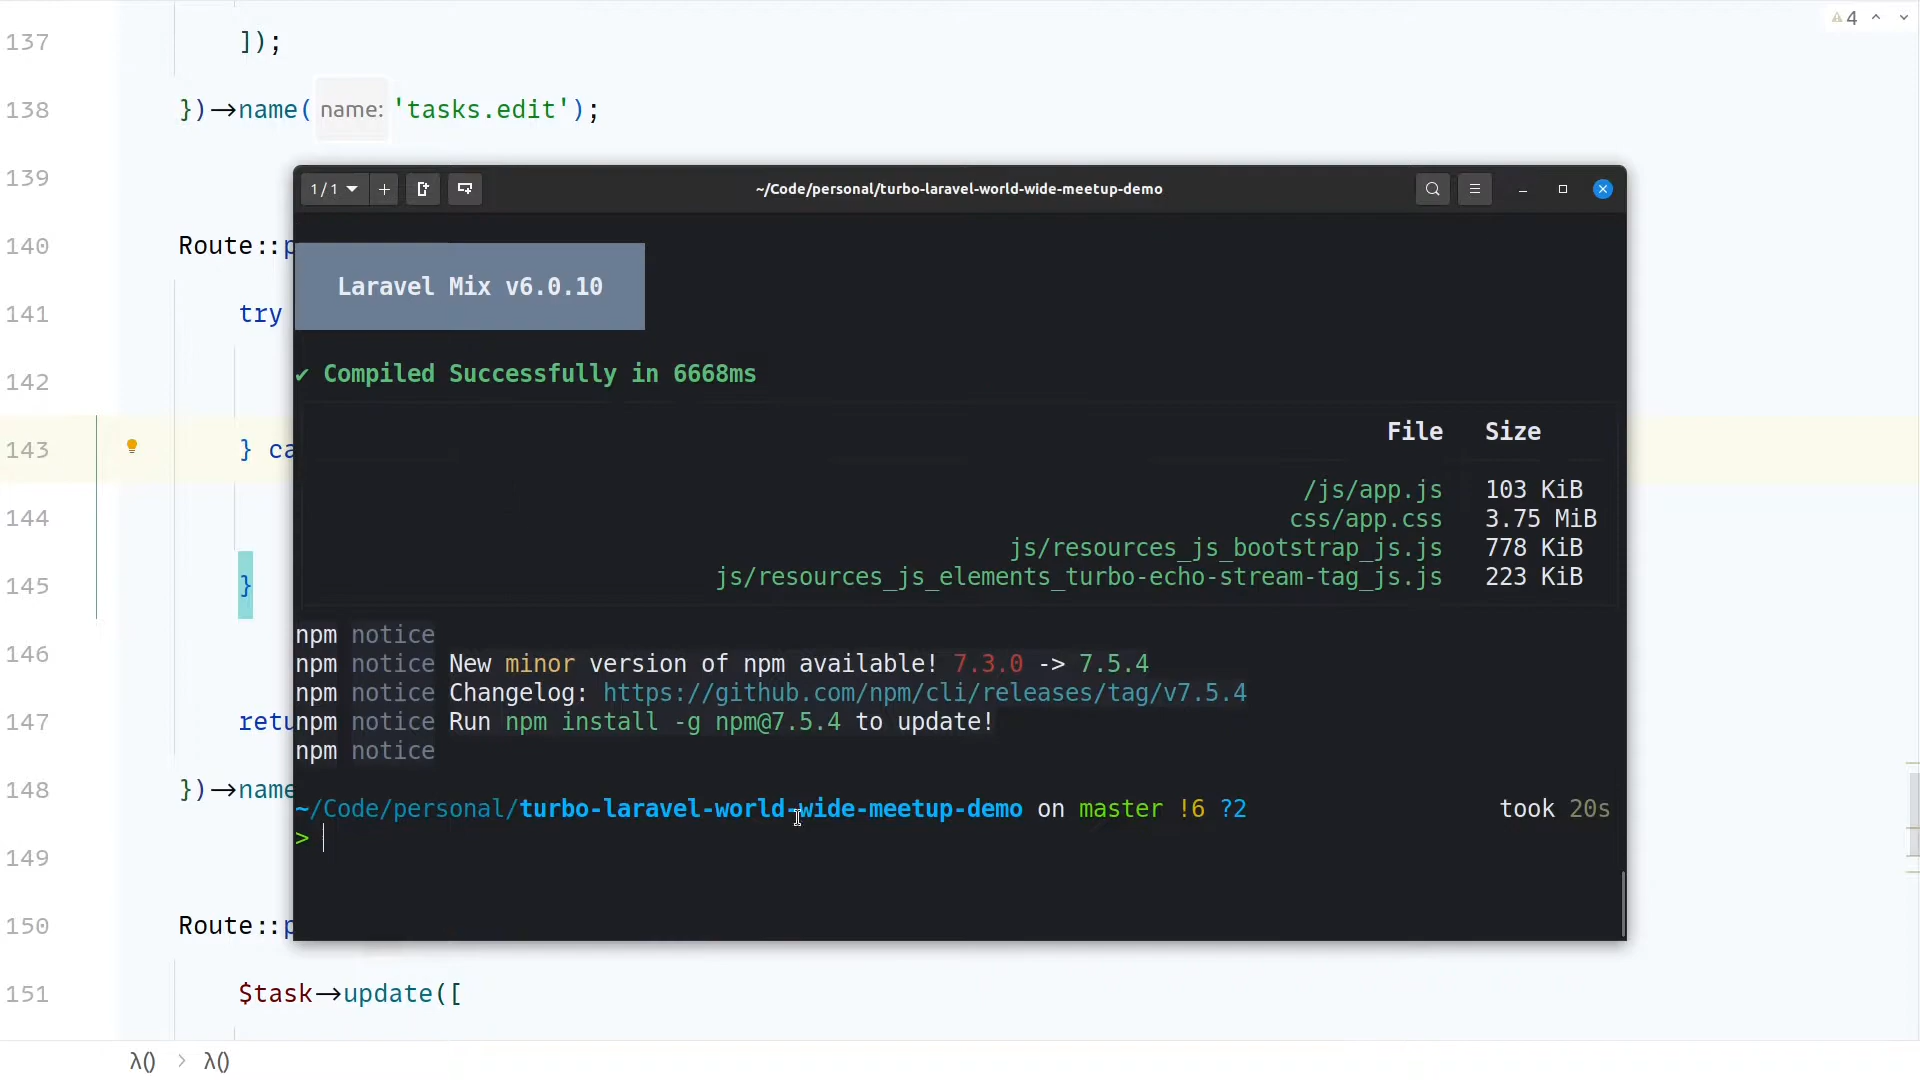 4
137 ]);
138 })→name( name: 'tasks.edit');
139
1/1 ~/Code/personal/turbo-laravel-world-wide-meetup-demo
140 Route::p
Laravel Mix v6.0.10
141 try
✔ Compiled Successfully in 6668ms
142
File Size
143 } ca
/js/app.js 103 KiB
css/app.css 3.75 MiB
144
js/resources_js_bootstrap_js.js 778 KiB
js/resources_js_elements_turbo-echo-stream-tag_js.js 223 KiB
145 }
npm notice
146
npm notice New minor version of npm available! 7.3.0 -> 7.5.4
npm notice Changelog: https://github.com/npm/cli/releases/tag/v7.5.4
147 retu
npm notice Run npm install -g npm@7.5.4 to update!
npm notice
148 })→name
~/Code/personal/turbo-laravel-world-wide-meetup-demo on master !6 ?2 took 20s
>
149
150 Route::p
151 $task→update([
λ() > λ()